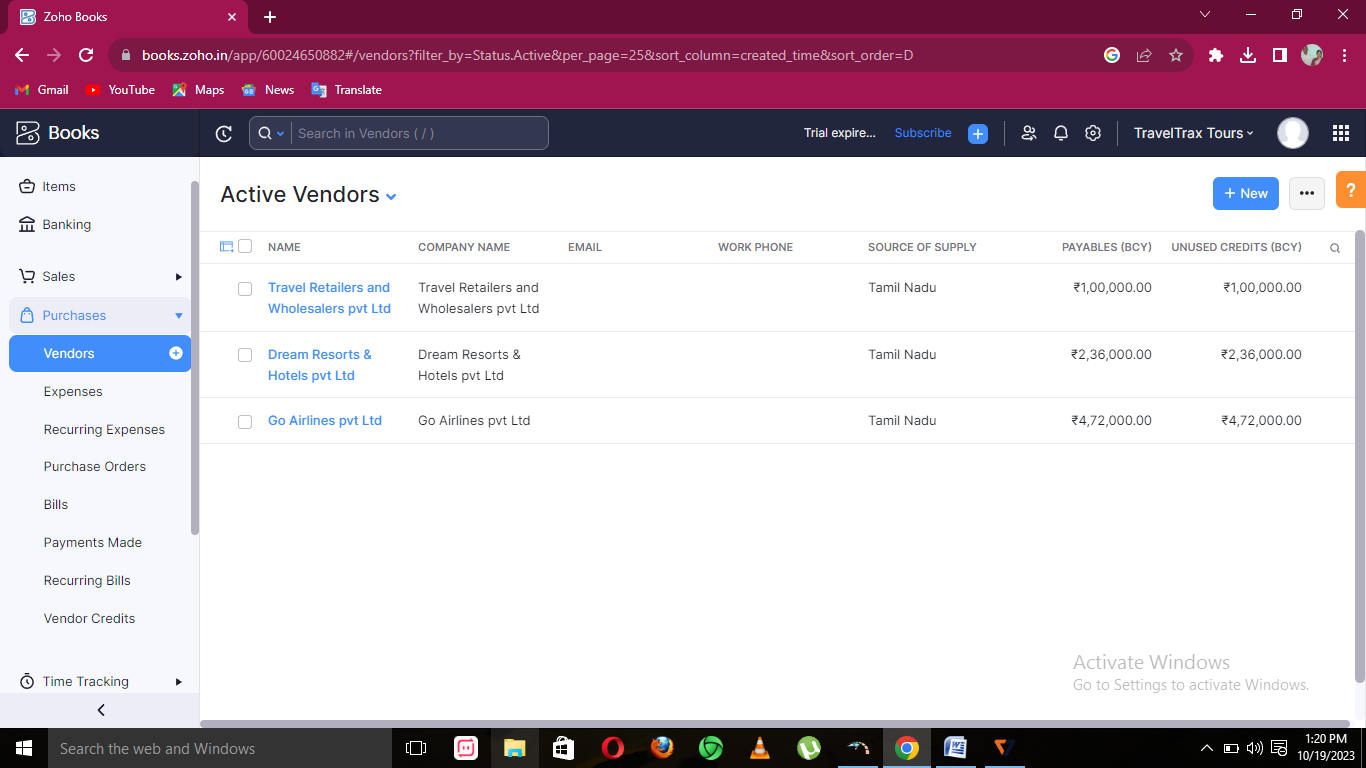 Zoho Books
books.zoho.in/app/60024650882#/vendors?filter_by=Status.Active&per_page=25&sort_column=created_time&sort_order=D
Gmail YouTube Maps News Translate
Books
Search in Vendors ( / )
Trial expire... Subscribe
TravelTrax Tours
Items
Banking
Sales
Purchases
Vendors
Expenses
Recurring Expenses
Purchase Orders
Bills
Payments Made
Recurring Bills
Vendor Credits
Time Tracking
Active Vendors
+ New
?
NAME COMPANY NAME EMAIL WORK PHONE SOURCE OF SUPPLY PAYABLES (BCY) UNUSED CREDITS (BCY)
Travel Retailers and Travel Retailers and Tamil Nadu ₹1,00,000.00 ₹1,00,000.00
Wholesalers pvt Ltd Wholesalers pvt Ltd
Dream Resorts & Dream Resorts & Tamil Nadu ₹2,36,000.00 ₹2,36,000.00
Hotels pvt Ltd Hotels pvt Ltd
Go Airlines pvt Ltd Go Airlines pvt Ltd Tamil Nadu ₹4,72,000.00 ₹4,72,000.00
Activate Windows
Go to Settings to activate Windows.
Search the web and Windows
1:20 PM
10/19/2023